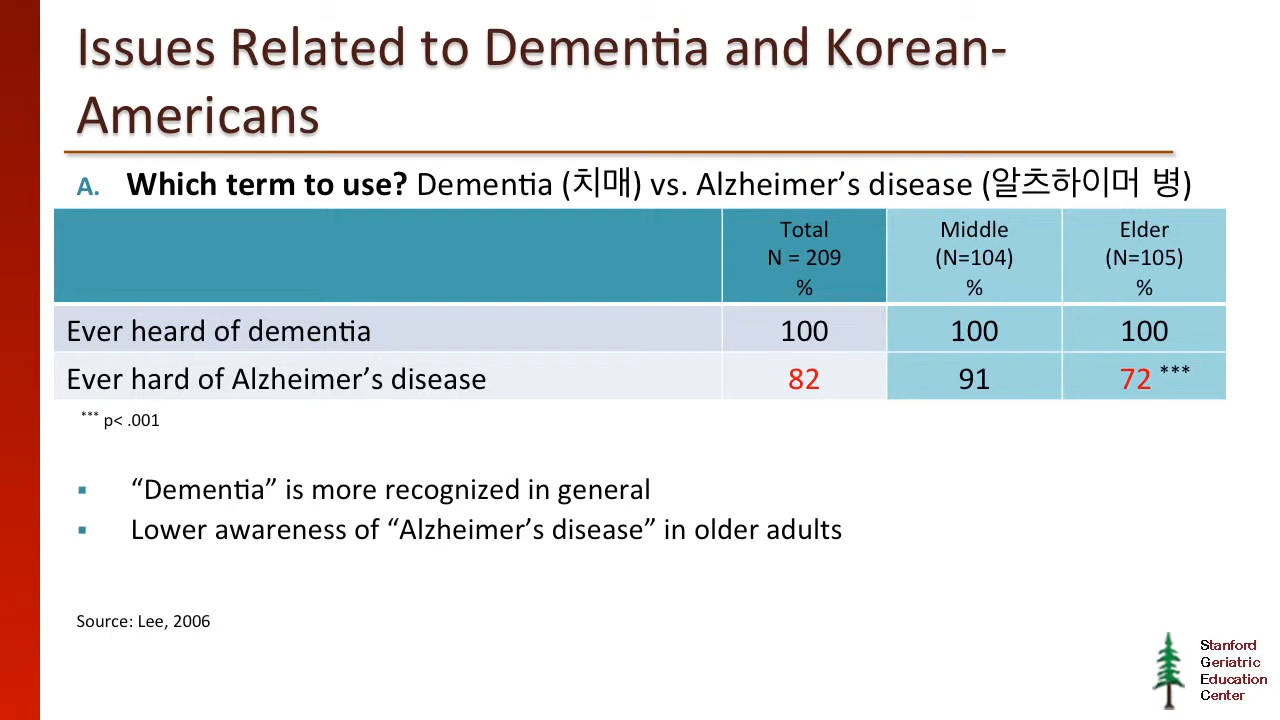 Issues Related to Dementia and Korean-
Americans
A. Which term to use? Dementia (치매) vs. Alzheimer’s disease (알츠하이머 병)
Total Middle Elder
N = 209 (N=104) (N=105)
% % %
Ever heard of dementia 100 100 100
Ever hard of Alzheimer’s disease 82 91 72 ***
*** p< .001
▪ “Dementia” is more recognized in general
▪ Lower awareness of “Alzheimer’s disease” in older adults
Source: Lee, 2006
Stanford
Geriatric
Education
Center